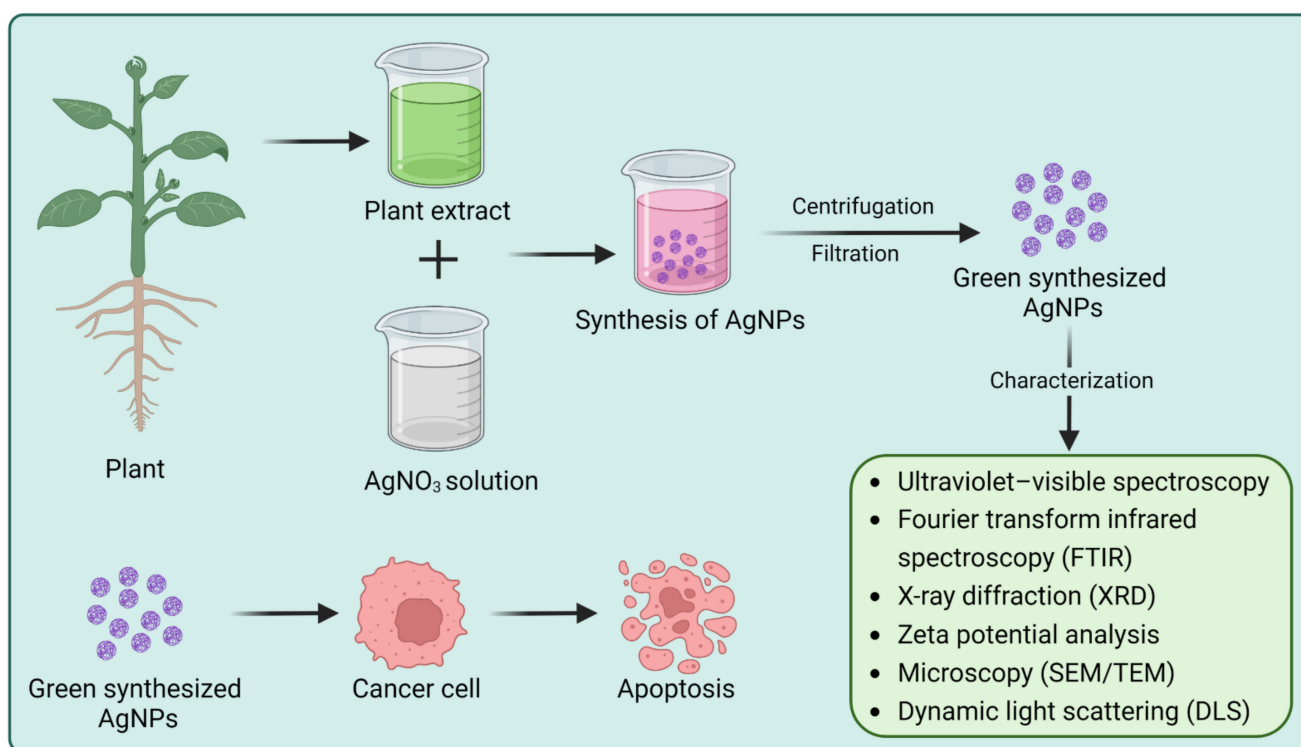 Plant
Plant extract
+
AgNO₃ solution
Synthesis of AgNPs
Centrifugation
Filtration
Green synthesized
AgNPs
Characterization
• Ultraviolet–visible spectroscopy
• Fourier transform infrared
spectroscopy (FTIR)
• X-ray diffraction (XRD)
• Zeta potential analysis
• Microscopy (SEM/TEM)
• Dynamic light scattering (DLS)
Green synthesized
AgNPs
Cancer cell
Apoptosis